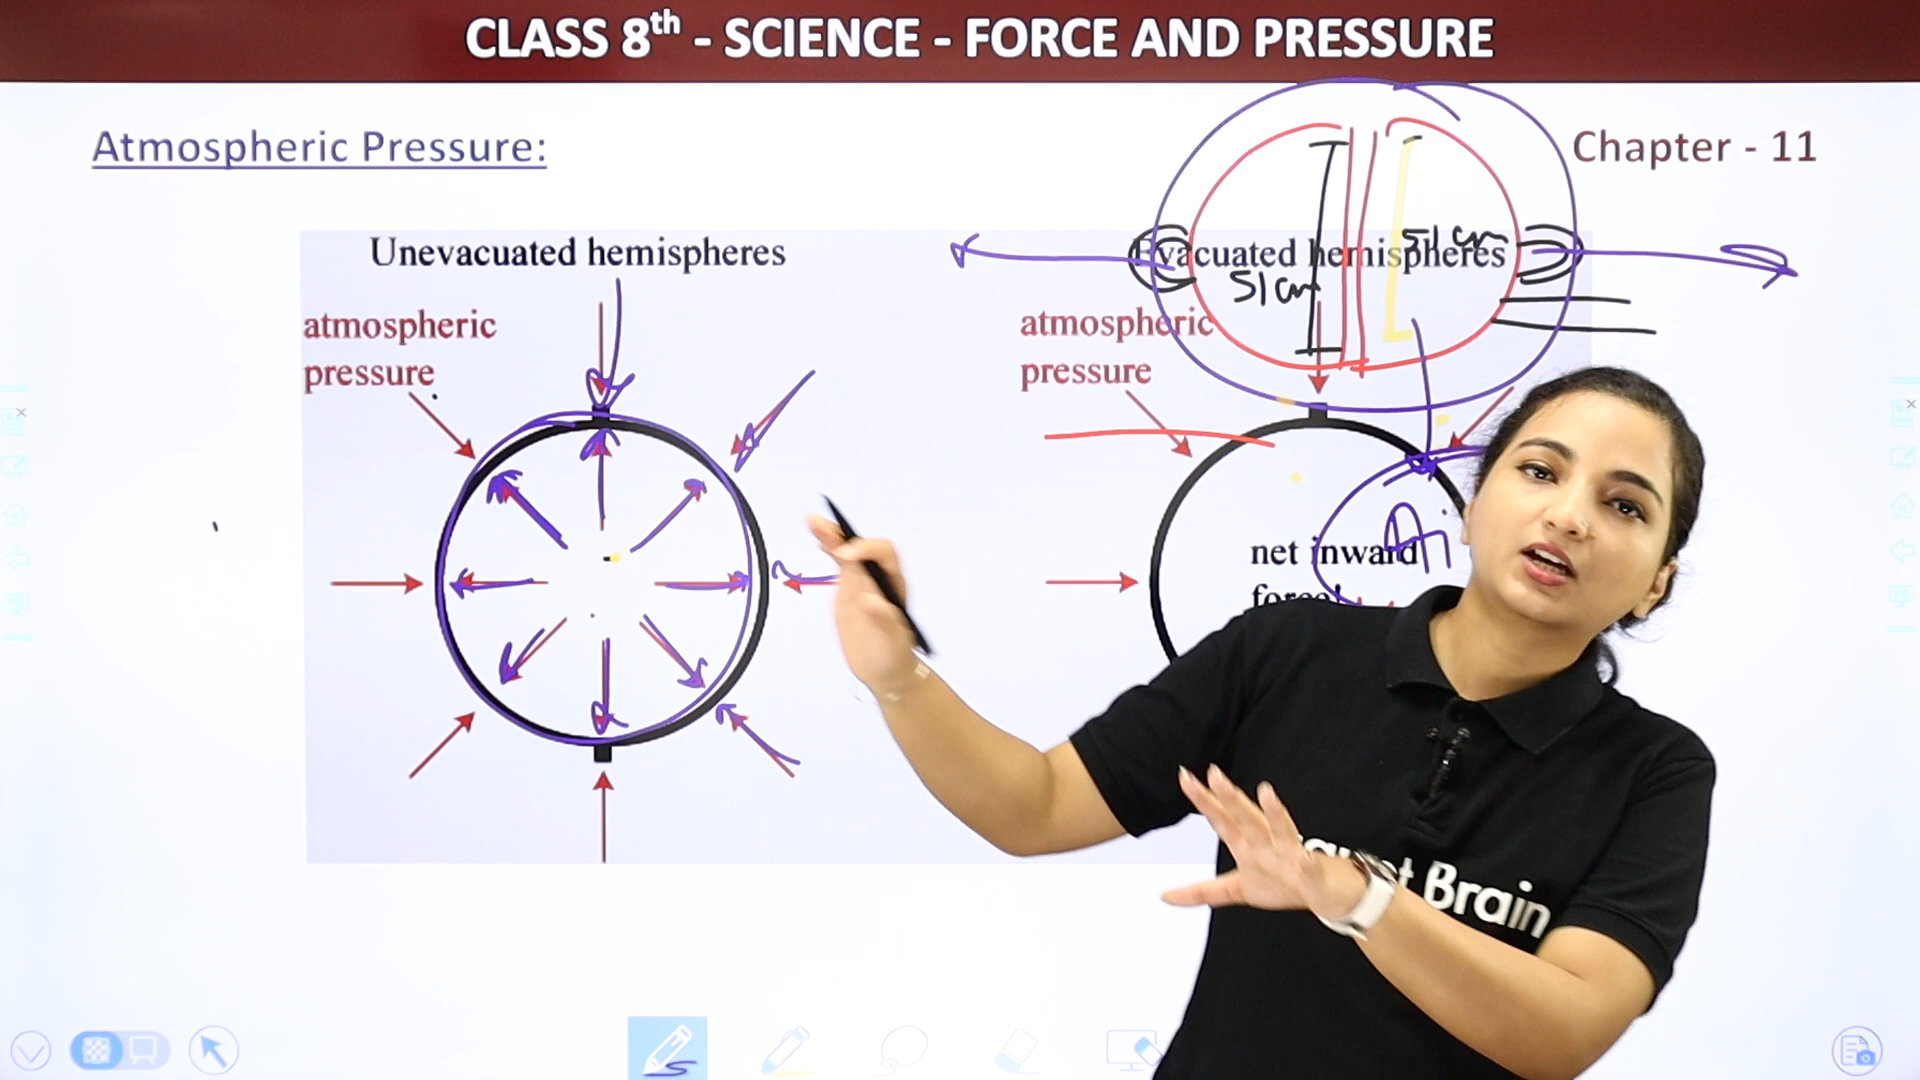 CLASS 8th - SCIENCE - FORCE AND PRESSURE
Atmospheric Pressure:
Chapter - 11
Unevacuated hemispheres
Evacuated hemispheres
51 cm
51 cm
atmospheric
pressure
atmospheric
pressure
net inward
Ai
Brain